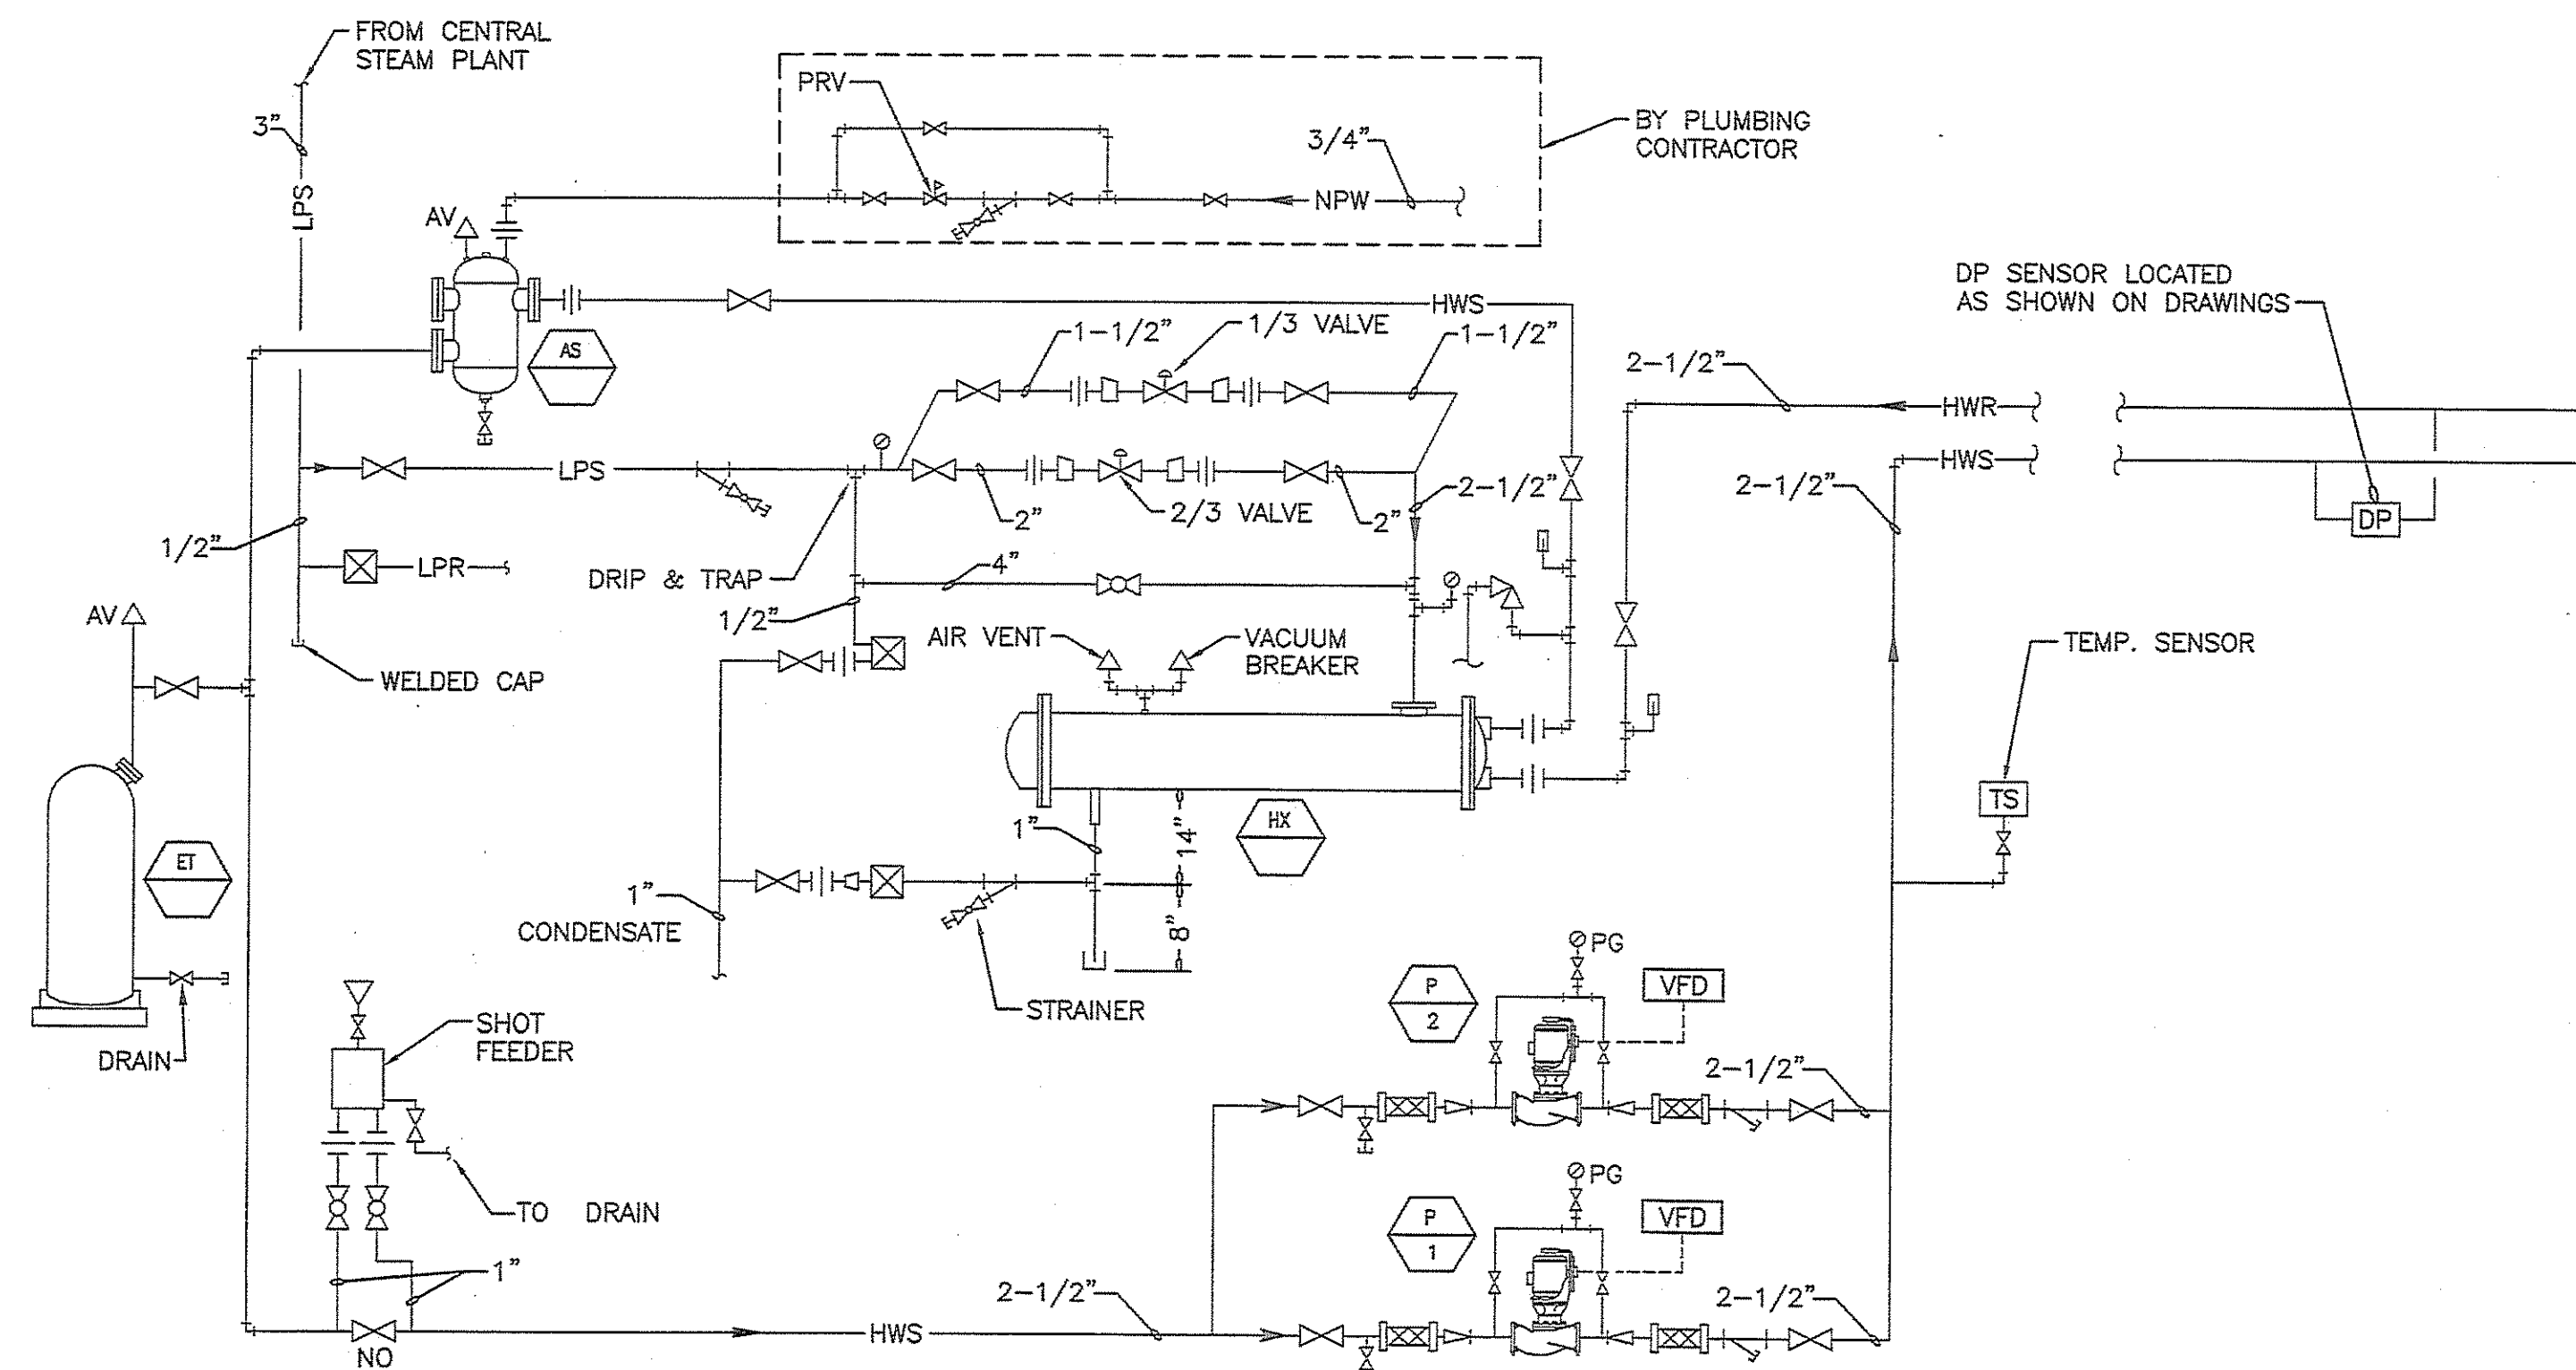 FROM CENTRAL
STEAM PLANT
3"
LPS
PRV
3/4"
NPW
BY PLUMBING
CONTRACTOR
AV
AS
HWS
1-1/2"
1/3 VALVE
1-1/2"
DP SENSOR LOCATED
AS SHOWN ON DRAWINGS
2-1/2"
HWR
HWS
2-1/2"
DP
LPS
2"
2/3 VALVE
2"
2-1/2"
1/2"
LPR
DRIP & TRAP
4"
1/2"
AV
WELDED CAP
AIR VENT
VACUUM
BREAKER
TEMP. SENSOR
TS
ET
HX
1"
14"
8"
1"
CONDENSATE
STRAINER
DRAIN
SHOT
FEEDER
TO DRAIN
1"
NO
HWS
2-1/2"
P
2
PG
VFD
2-1/2"
P
1
PG
VFD
2-1/2"